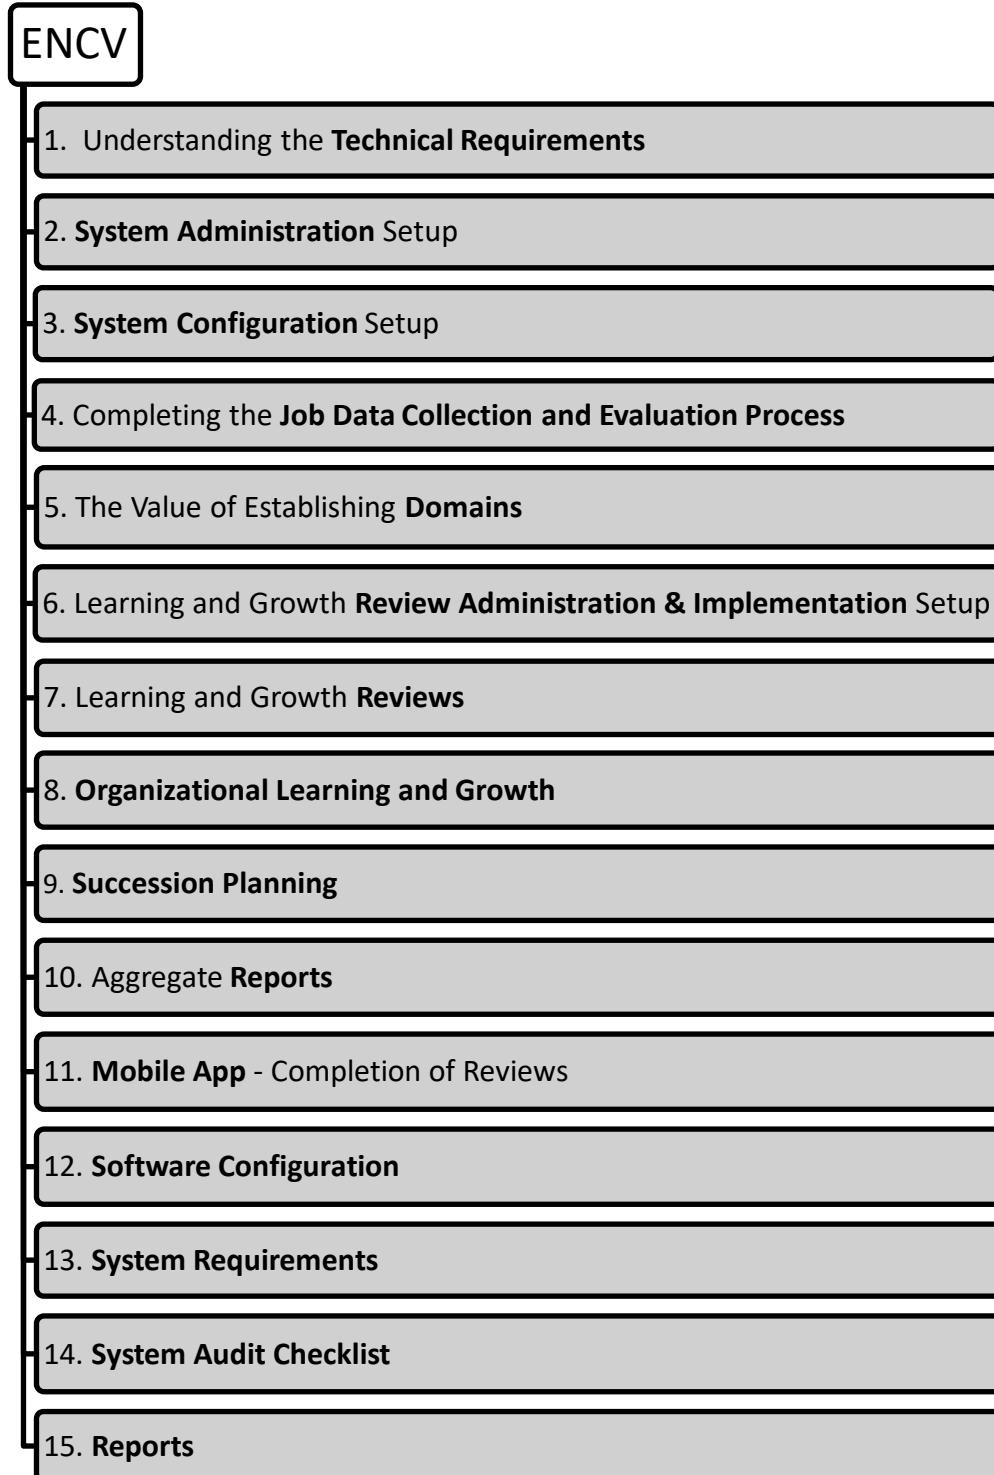 ENCV
1. Understanding the Technical Requirements
2. System Administration Setup
3. System Configuration Setup
4. Completing the Job Data Collection and Evaluation Process
5. The Value of Establishing Domains
6. Learning and Growth Review Administration & Implementation Setup
7. Learning and Growth Reviews
8. Organizational Learning and Growth
9. Succession Planning
10. Aggregate Reports
11. Mobile App - Completion of Reviews
12. Software Configuration
13. System Requirements
14. System Audit Checklist
15. Reports